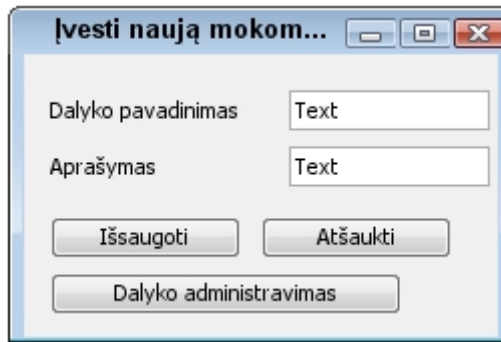 Įvesti naują mokom...
Dalyko pavadinimas Text
Aprašymas Text
Išsaugoti Atšaukti
Dalyko administravimas